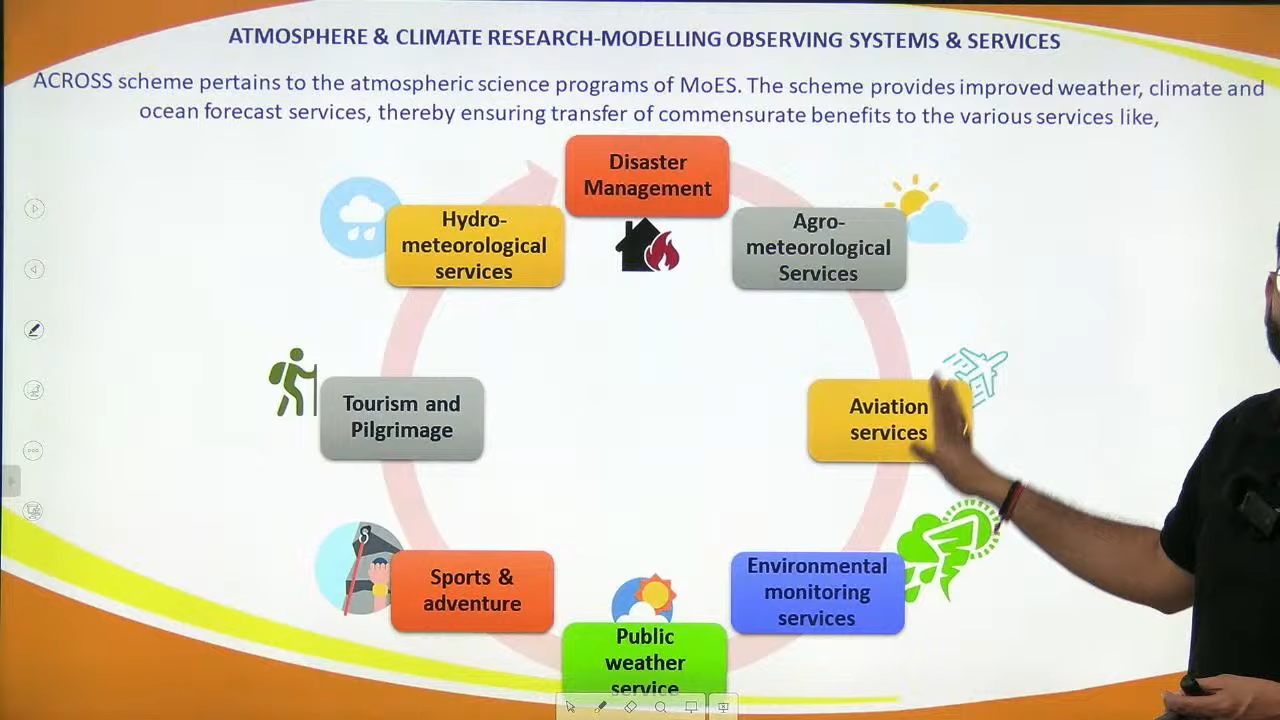 ATMOSPHERE & CLIMATE RESEARCH-MODELLING OBSERVING SYSTEMS & SERVICES
ACROSS scheme pertains to the atmospheric science programs of MoES. The scheme provides improved weather, climate and
ocean forecast services, thereby ensuring transfer of commensurate benefits to the various services like,
Disaster
Management
Agro-
meteorological
Services
Aviation
services
Environmental
monitoring
services
Public
weather
service
Sports &
adventure
Tourism and
Pilgrimage
Hydro-
meteorological
services